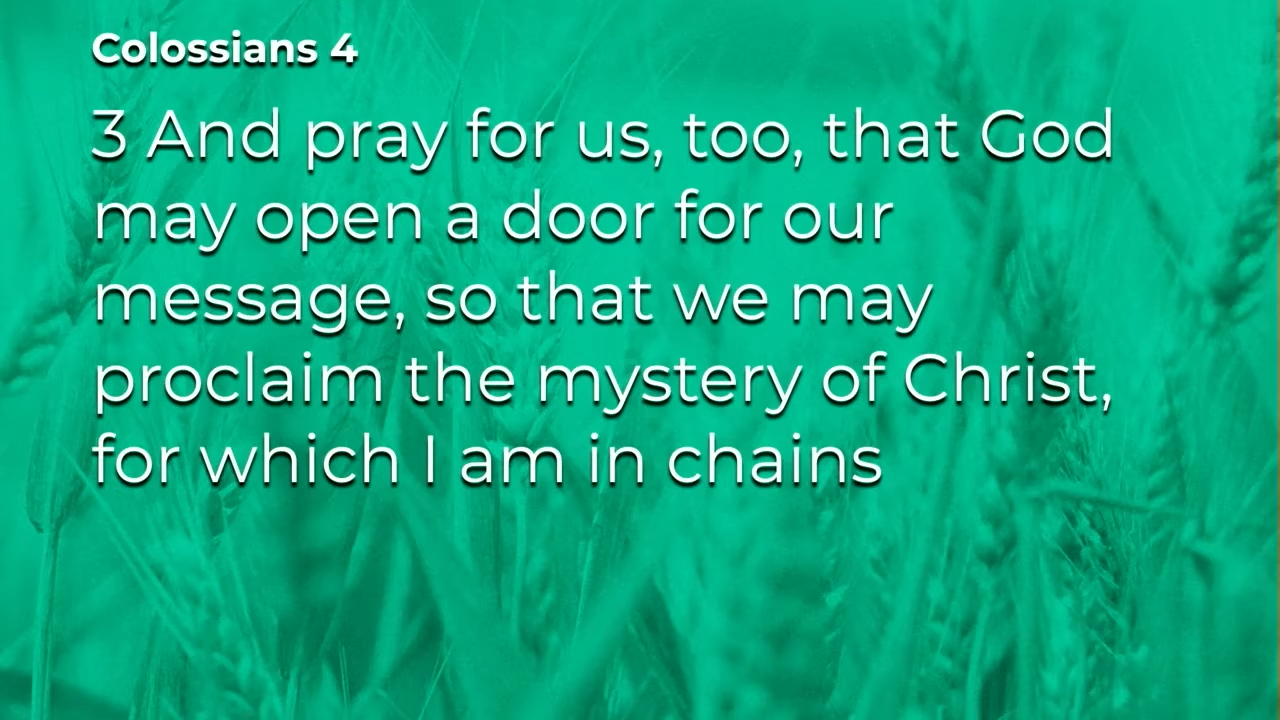 Colossians 4
3 And pray for us, too, that God
may open a door for our
message, so that we may
proclaim the mystery of Christ,
for which I am in chains